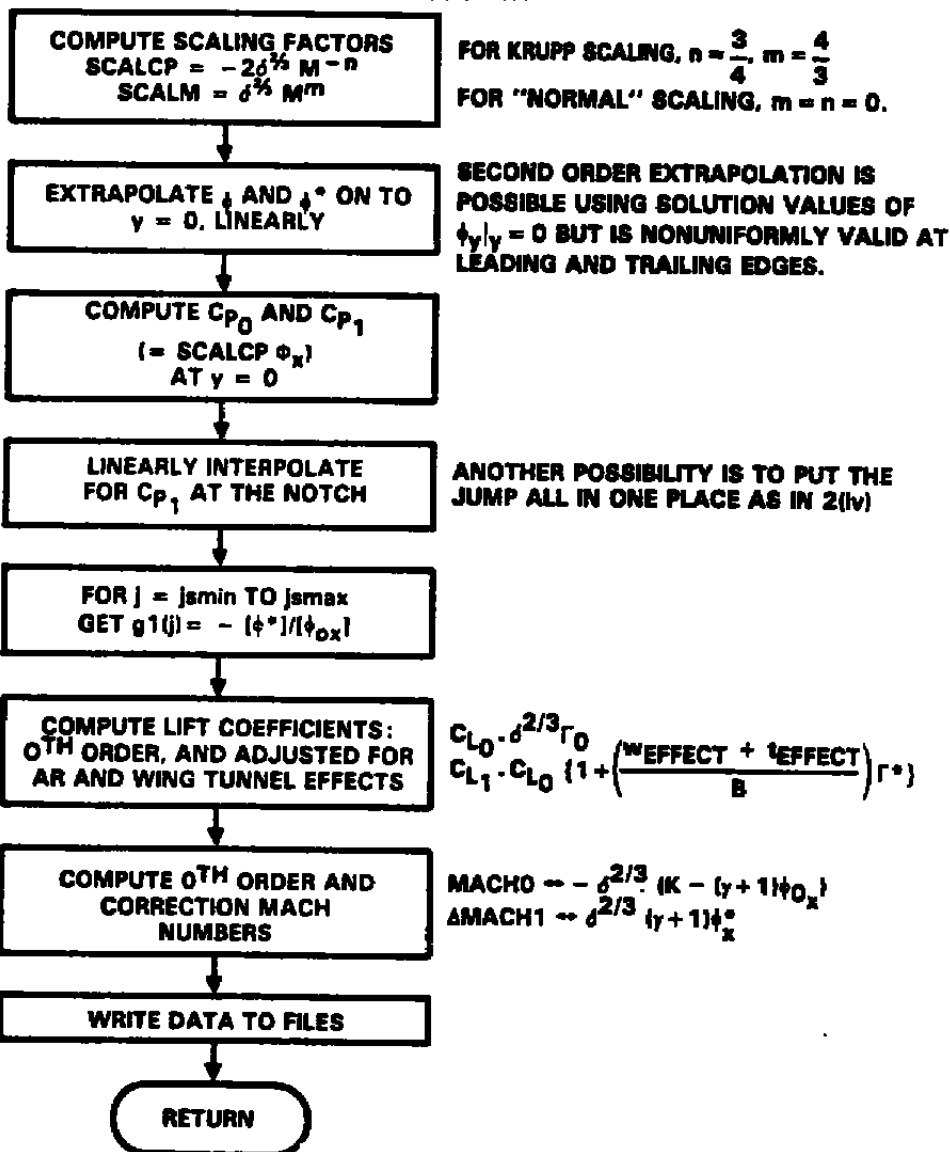 COMPUTE SCALING FACTORS
SCALCP = -2δ^⅔ M^-n
SCALM = δ^⅔ M^m
FOR KRUPP SCALING, n = 3/4, m = 4/3
FOR "NORMAL" SCALING, m = n = 0.
EXTRAPOLATE ϕ AND ϕ* ON TO
y = 0, LINEARLY
SECOND ORDER EXTRAPOLATION IS
POSSIBLE USING SOLUTION VALUES OF
ϕy|y = 0 BUT IS NONUNIFORMLY VALID AT
LEADING AND TRAILING EDGES.
COMPUTE CP0 AND CP1
(= SCALCP Φx)
AT y = 0
LINEARLY INTERPOLATE
FOR CP1 AT THE NOTCH
ANOTHER POSSIBILITY IS TO PUT THE
JUMP ALL IN ONE PLACE AS IN 2(iv)
FOR j = jsmin TO jsmax
GET g1(j) = - [ϕ*]/[ϕ0x]
COMPUTE LIFT COEFFICIENTS:
0TH ORDER, AND ADJUSTED FOR
AR AND WING TUNNEL EFFECTS
CL0 - δ^2/3 Γ0
CL1 - CL0 {1 + ((wEFFECT + tEFFECT)/B) Γ*}
COMPUTE 0TH ORDER AND
CORRECTION MACH
NUMBERS
MACH0 ↔ - δ^2/3. (K - (γ + 1)ϕ0x)
ΔMACH1 ↔ δ^2/3 (γ + 1)ϕ*x
WRITE DATA TO FILES
RETURN